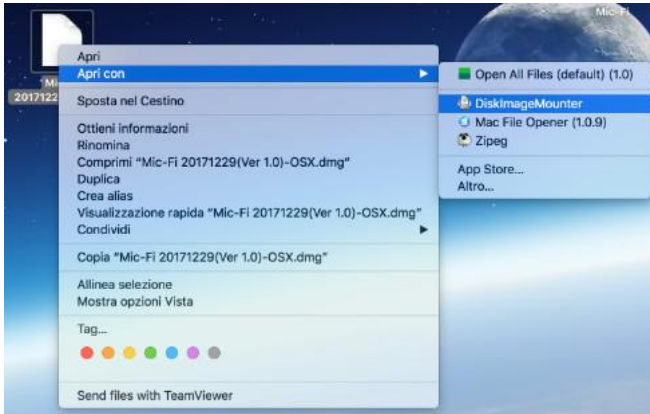 Mic-Fi
Mi
2017122
Apri
Apri con
Sposta nel Cestino
Ottieni informazioni
Rinomina
Comprimi “Mic-Fi 20171229(Ver 1.0)-OSX.dmg”
Duplica
Crea alias
Visualizzazione rapida “Mic-Fi 20171229(Ver 1.0)-OSX.dmg”
Condividi
Copia “Mic-Fi 20171229(Ver 1.0)-OSX.dmg”
Allinea selezione
Mostra opzioni Vista
Tag...
Send files with TeamViewer
Open All Files (default) (1.0)
DiskImageMounter
Mac File Opener (1.0.9)
Zipeg
App Store...
Altro...